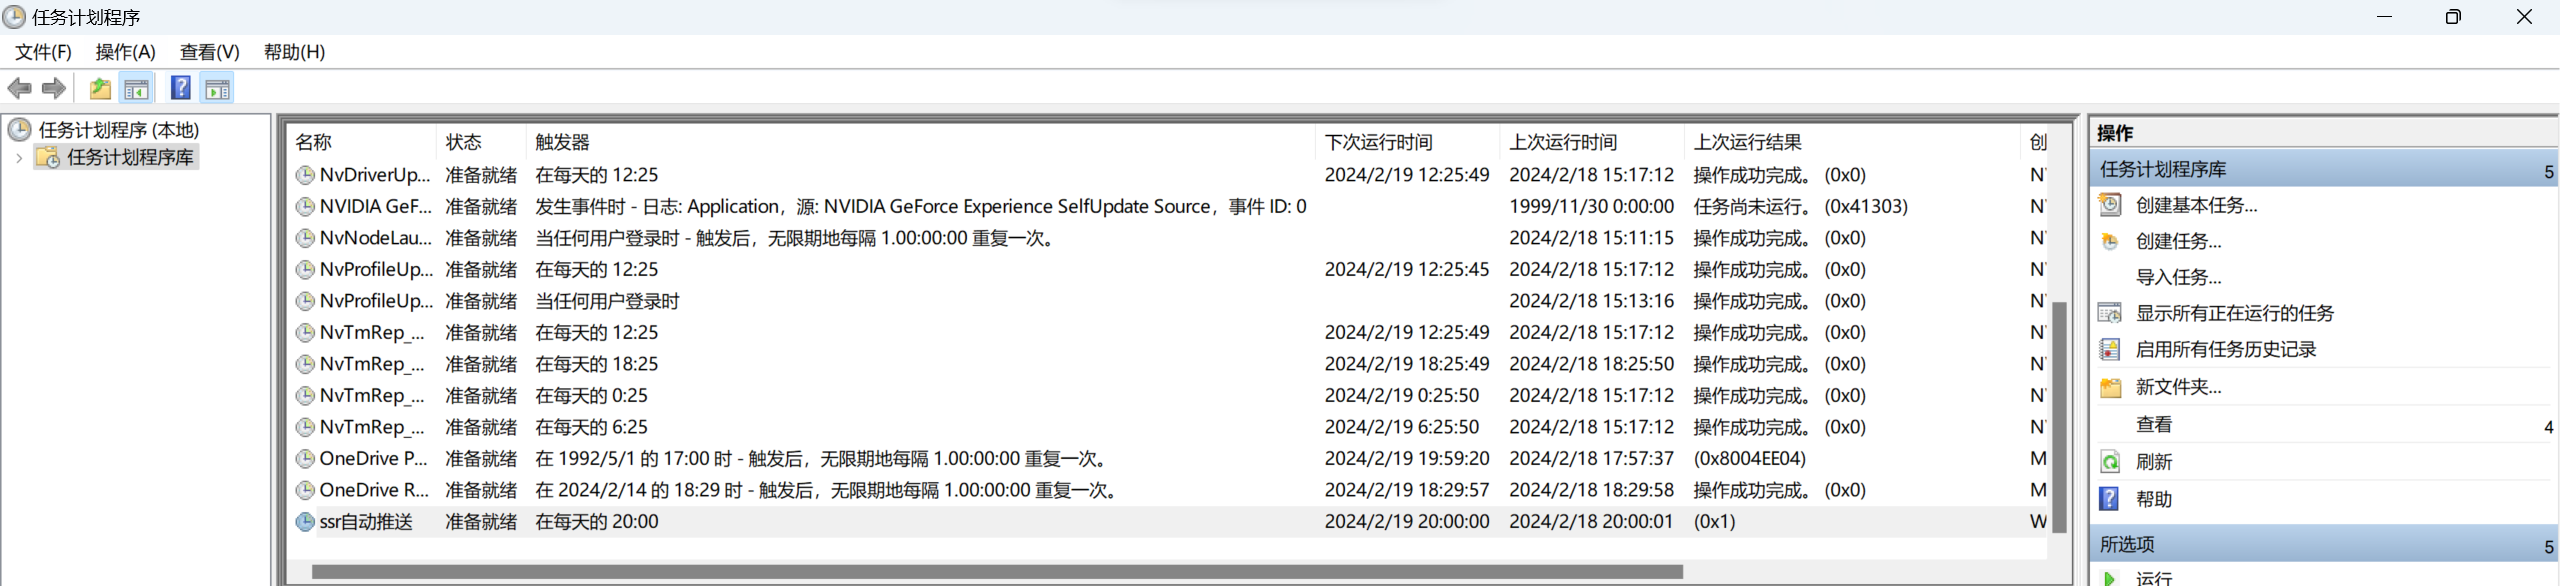 任务计划程序
文件(F) 操作(A) 查看(V) 帮助(H)
任务计划程序 (本地)
任务计划程序库
名称 状态 触发器 下次运行时间 上次运行时间 上次运行结果 创
NvDriverUp... 准备就绪 在每天的 12:25 2024/2/19 12:25:49 2024/2/18 15:17:12 操作成功完成。 (0x0) N
NVIDIA GeF... 准备就绪 发生事件时 - 日志: Application，源: NVIDIA GeForce Experience SelfUpdate Source，事件 ID: 0 1999/11/30 0:00:00 任务尚未运行。 (0x41303) N
NvNodeLau... 准备就绪 当任何用户登录时 - 触发后，无限期地每隔 1.00:00:00 重复一次。 2024/2/18 15:11:15 操作成功完成。 (0x0) N
NvProfileUp... 准备就绪 在每天的 12:25 2024/2/19 12:25:45 2024/2/18 15:17:12 操作成功完成。 (0x0) N
NvProfileUp... 准备就绪 当任何用户登录时 2024/2/18 15:13:16 操作成功完成。 (0x0) N
NvTmRep_... 准备就绪 在每天的 12:25 2024/2/19 12:25:49 2024/2/18 15:17:12 操作成功完成。 (0x0) N
NvTmRep_... 准备就绪 在每天的 18:25 2024/2/19 18:25:49 2024/2/18 18:25:50 操作成功完成。 (0x0) N
NvTmRep_... 准备就绪 在每天的 0:25 2024/2/19 0:25:50 2024/2/18 15:17:12 操作成功完成。 (0x0) N
NvTmRep_... 准备就绪 在每天的 6:25 2024/2/19 6:25:50 2024/2/18 15:17:12 操作成功完成。 (0x0) N
OneDrive P... 准备就绪 在 1992/5/1 的 17:00 时 - 触发后，无限期地每隔 1.00:00:00 重复一次。 2024/2/19 19:59:20 2024/2/18 17:57:37 (0x8004EE04) M
OneDrive R... 准备就绪 在 2024/2/14 的 18:29 时 - 触发后，无限期地每隔 1.00:00:00 重复一次。 2024/2/19 18:29:57 2024/2/18 18:29:58 操作成功完成。 (0x0) M
ssr自动推送 准备就绪 在每天的 20:00 2024/2/19 20:00:00 2024/2/18 20:00:01 (0x1) W
操作
任务计划程序库
创建基本任务...
创建任务...
导入任务...
显示所有正在运行的任务
启用所有任务历史记录
新文件夹...
查看
刷新
帮助
所选项
运行